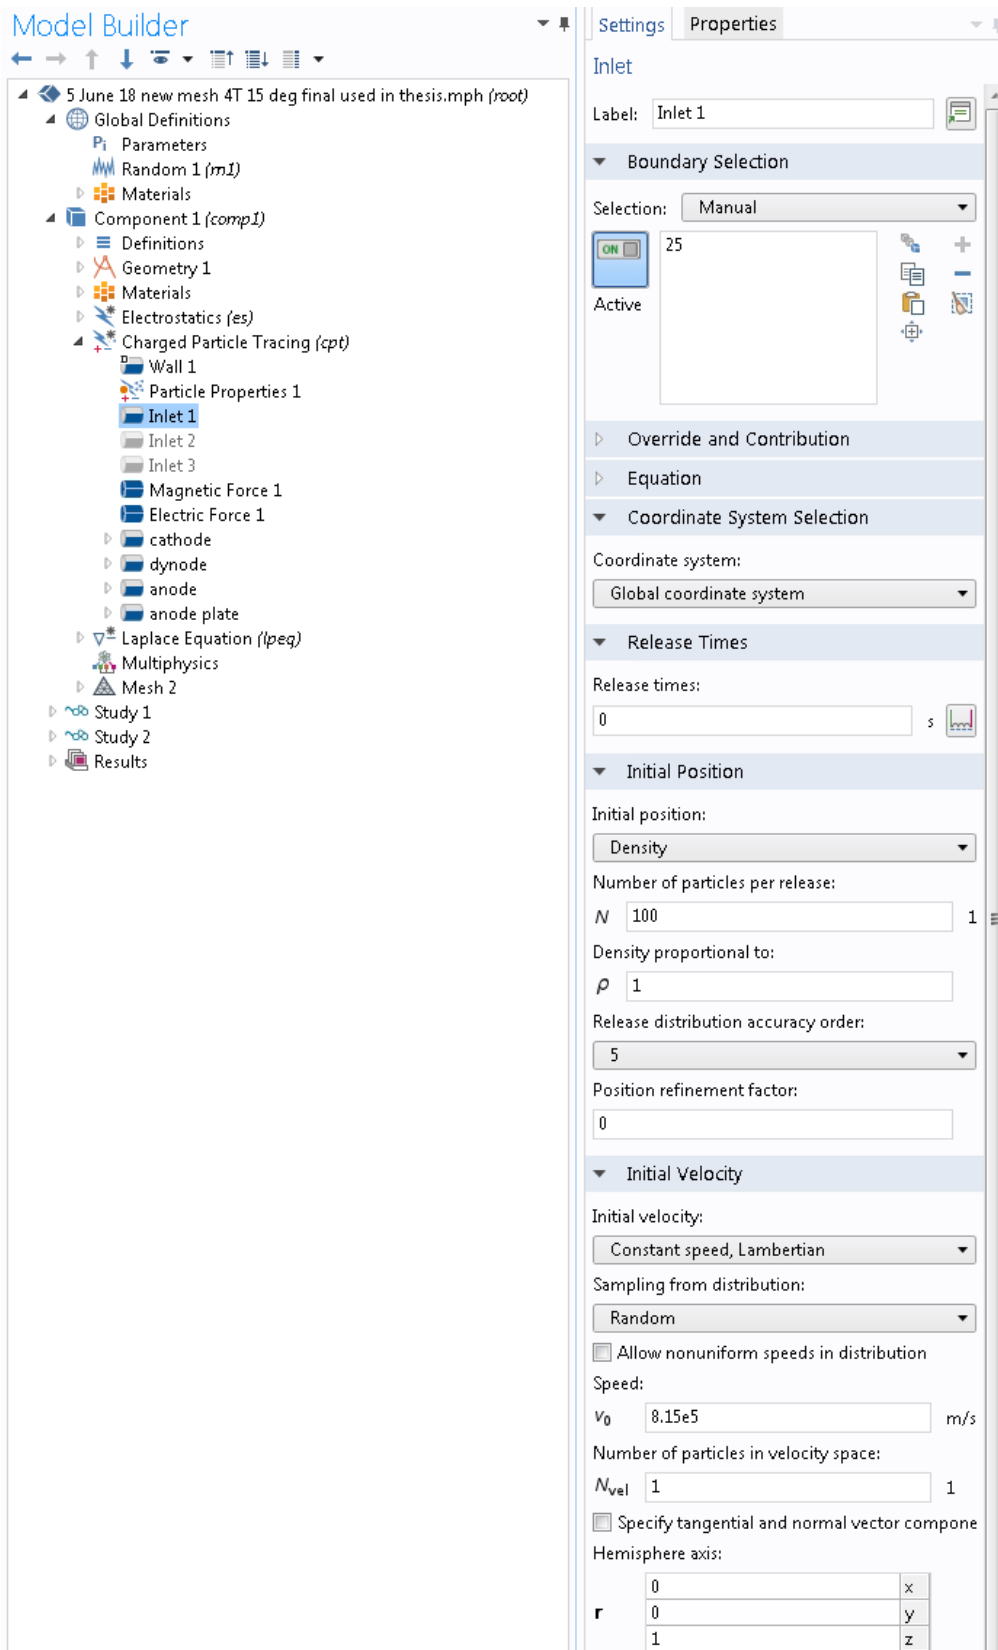 Model Builder
5 June 18 new mesh 4T 15 deg final used in thesis.mph (root)
Global Definitions
Pi Parameters
Random 1 (rn1)
Materials
Component 1 (comp1)
Definitions
Geometry 1
Materials
Electrostatics (es)
Charged Particle Tracing (cpt)
Wall 1
Particle Properties 1
Inlet 1
Inlet 2
Inlet 3
Magnetic Force 1
Electric Force 1
cathode
dynode
anode
anode plate
Laplace Equation (lpeq)
Multiphysics
Mesh 2
Study 1
Study 2
Results
Settings Properties
Inlet
Label: Inlet 1
Boundary Selection
Selection: Manual
ON
25
Active
Override and Contribution
Equation
Coordinate System Selection
Coordinate system:
Global coordinate system
Release Times
Release times:
0 s
Initial Position
Initial position:
Density
Number of particles per release:
N 100 1
Density proportional to:
ρ 1
Release distribution accuracy order:
5
Position refinement factor:
0
Initial Velocity
Initial velocity:
Constant speed, Lambertian
Sampling from distribution:
Random
Allow nonuniform speeds in distribution
Speed:
v0 8.15e5 m/s
Number of particles in velocity space:
Nvel 1 1
Specify tangential and normal vector compone
Hemisphere axis:
0 x
r 0 y
1 z